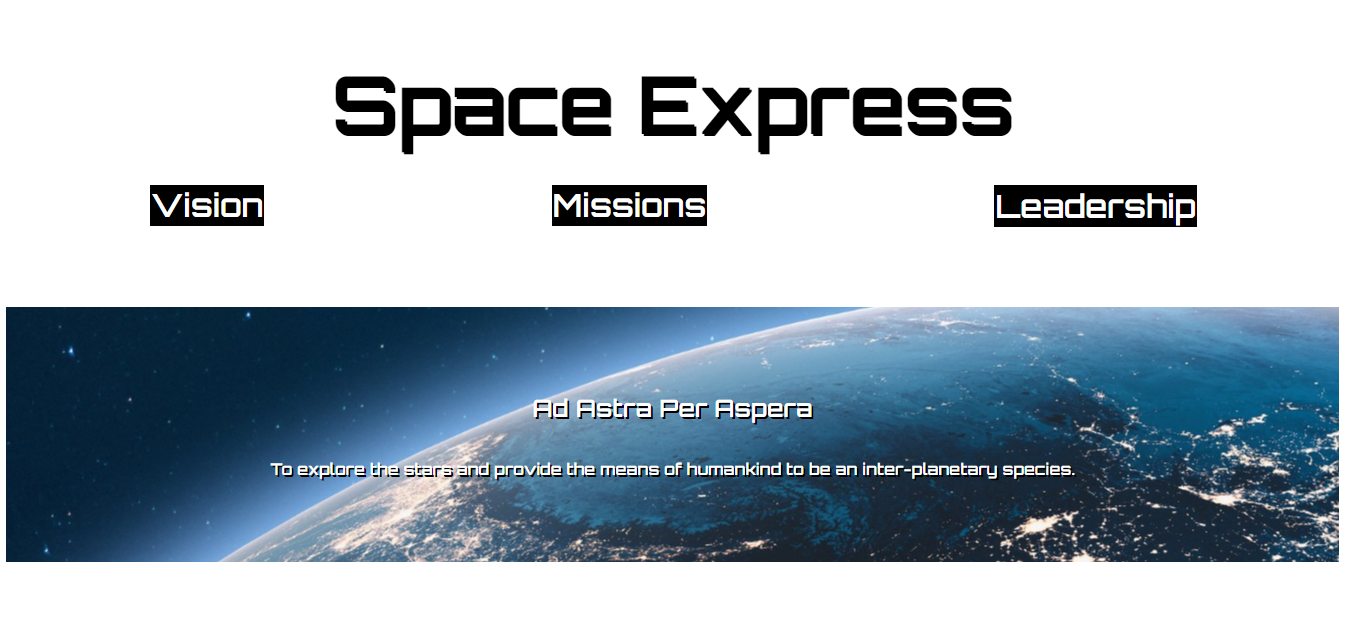 Space Express
Vision Missions Leadership
Ad Astra Per Aspera
To explore the stars and provide the means of humankind to be an inter-planetary species.